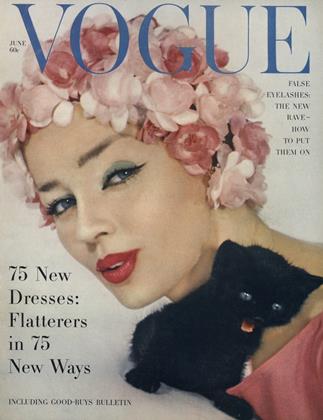 VOGUE
JUNE
60c
FALSE
EYELASHES:
THE NEW
RAVE—
HOW
TO PUT
THEM ON
75 New
Dresses:
Flatterers
in 75
New Ways
INCLUDING GOOD-BUYS BULLETIN